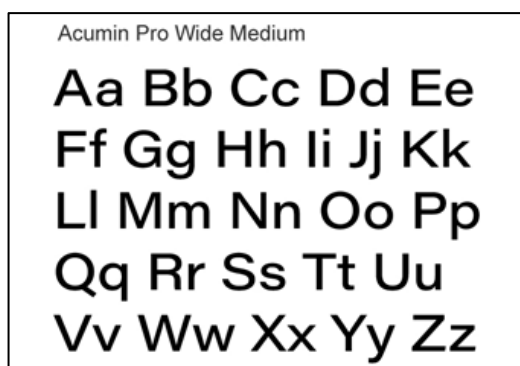 Acumin Pro Wide Medium
Aa Bb Cc Dd Ee
Ff Gg Hh Ii Jj Kk
Ll Mm Nn Oo Pp
Qq Rr Ss Tt Uu
Vv Ww Xx Yy Zz